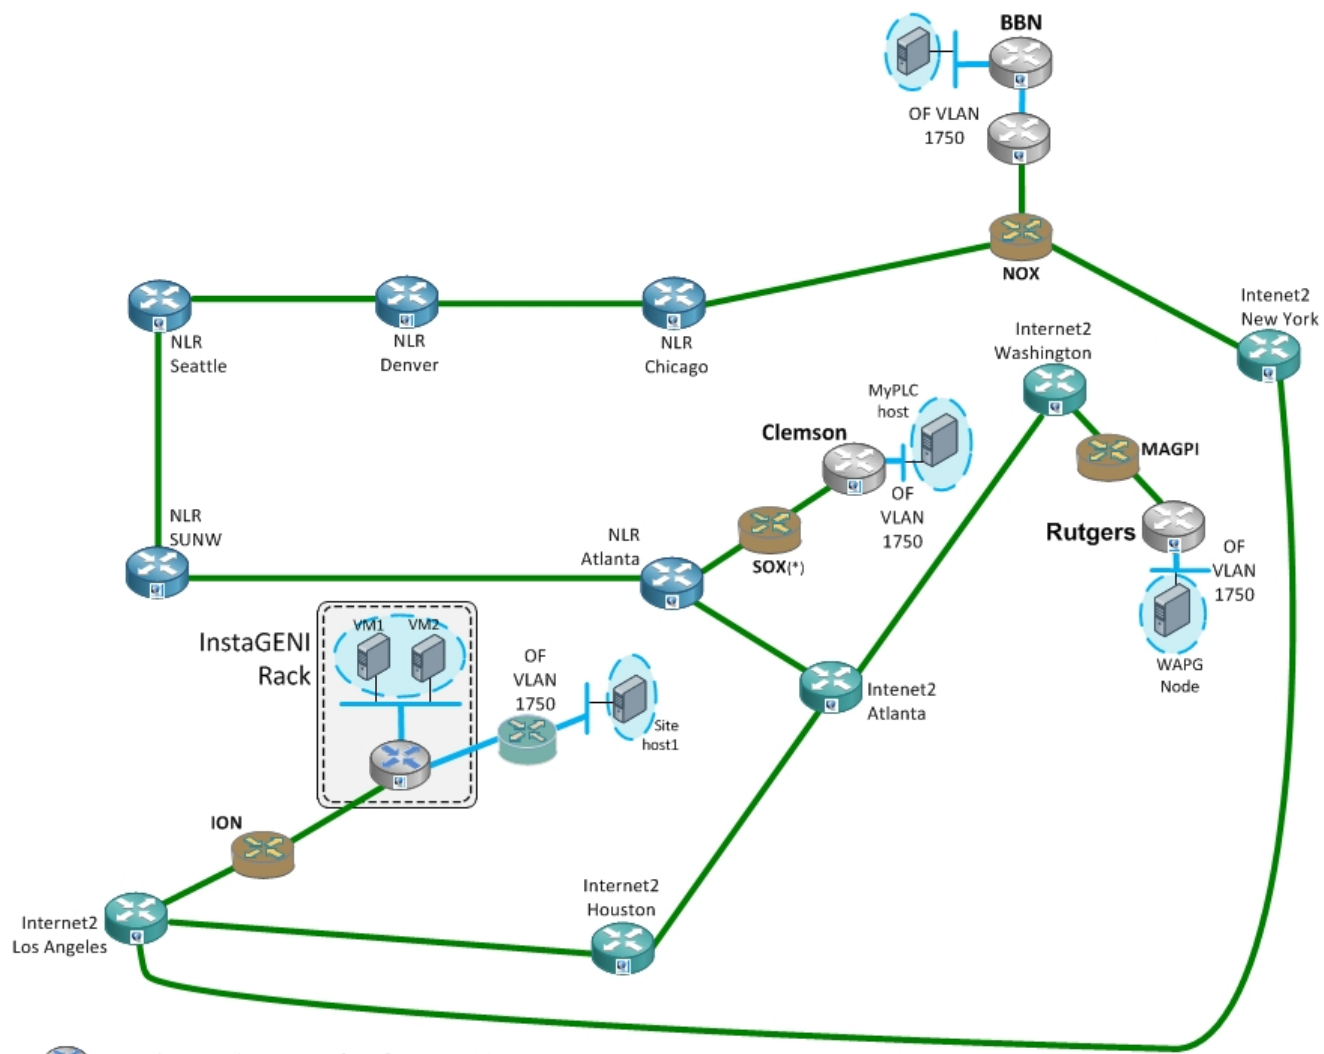 BBN
OF VLAN
1750
NOX
Intenet2
New York
NLR
Seattle
NLR
Denver
NLR
Chicago
Internet2
Washington
MyPLC
host
Clemson
MAGPI
OF
VLAN
1750
NLR
SUNW
Rutgers
NLR
Atlanta
SOX(*)
OF
VLAN
1750
InstaGENI
Rack
VM1
VM2
OF
VLAN
1750
WAPG
Node
Intenet2
Atlanta
Site
host1
ION
Internet2
Houston
Internet2
Los Angeles